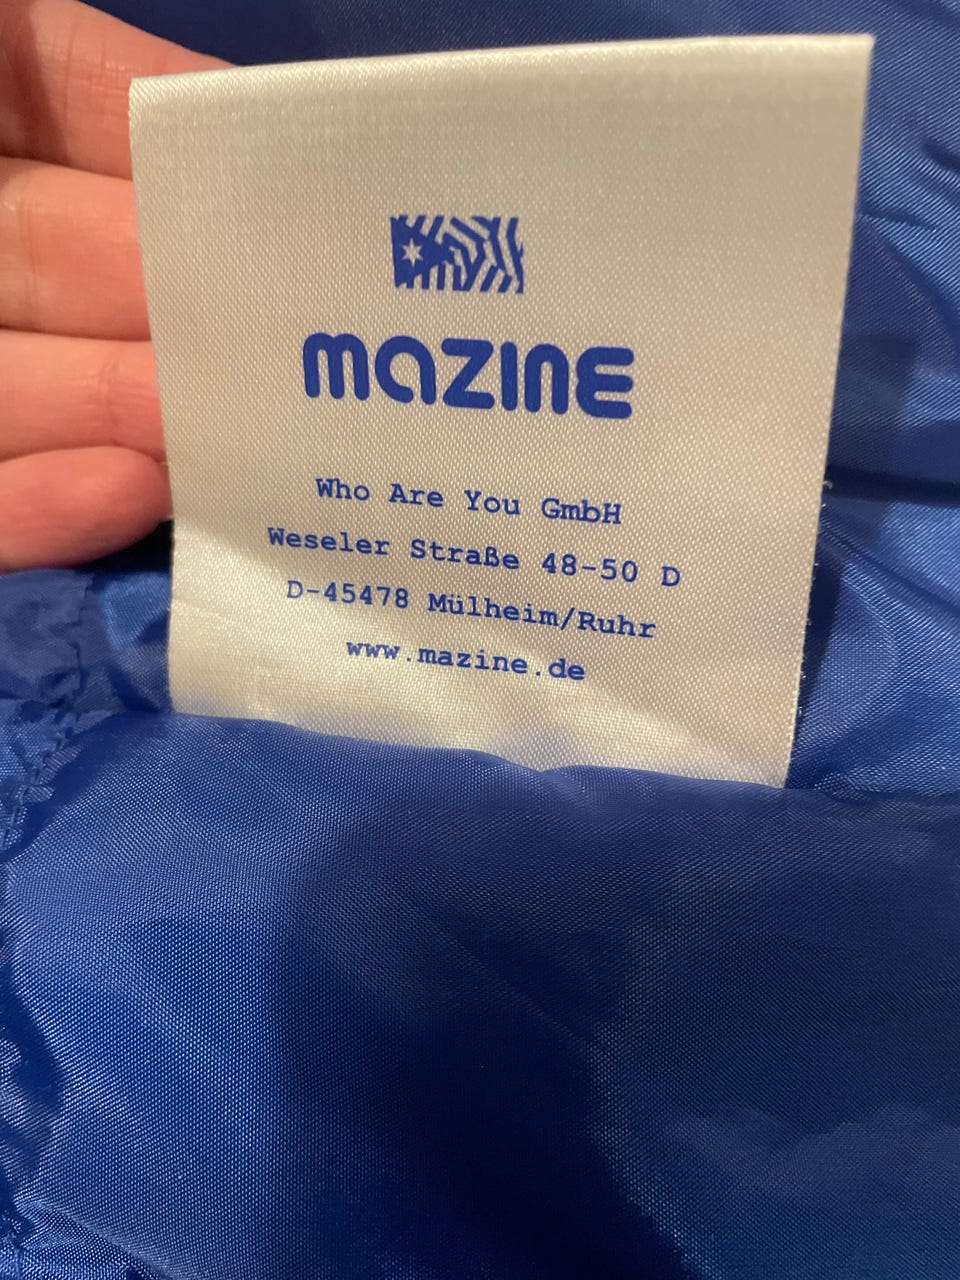 mazine
Who Are You GmbH
Weseler Straße 48-50 D
D-45478 Mülheim/Ruhr
www.mazine.de